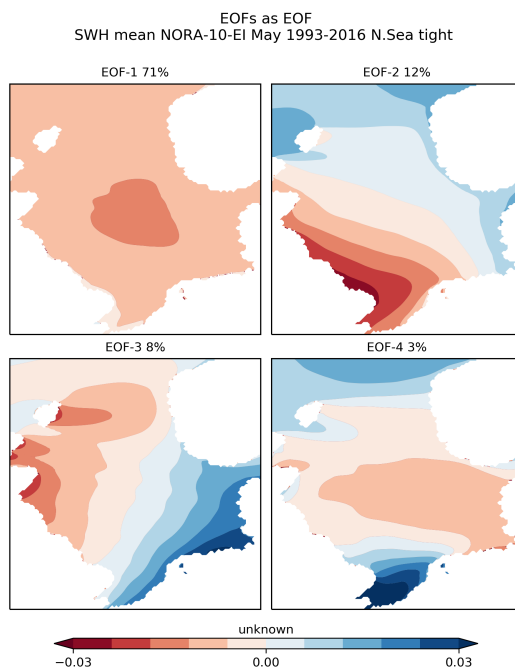 EOFs as EOF
SWH mean NORA-10-EI May 1993-2016 N.Sea tight
EOF-1 71%
EOF-2 12%
EOF-3 8%
EOF-4 3%
unknown
−0.03 0.00 0.03